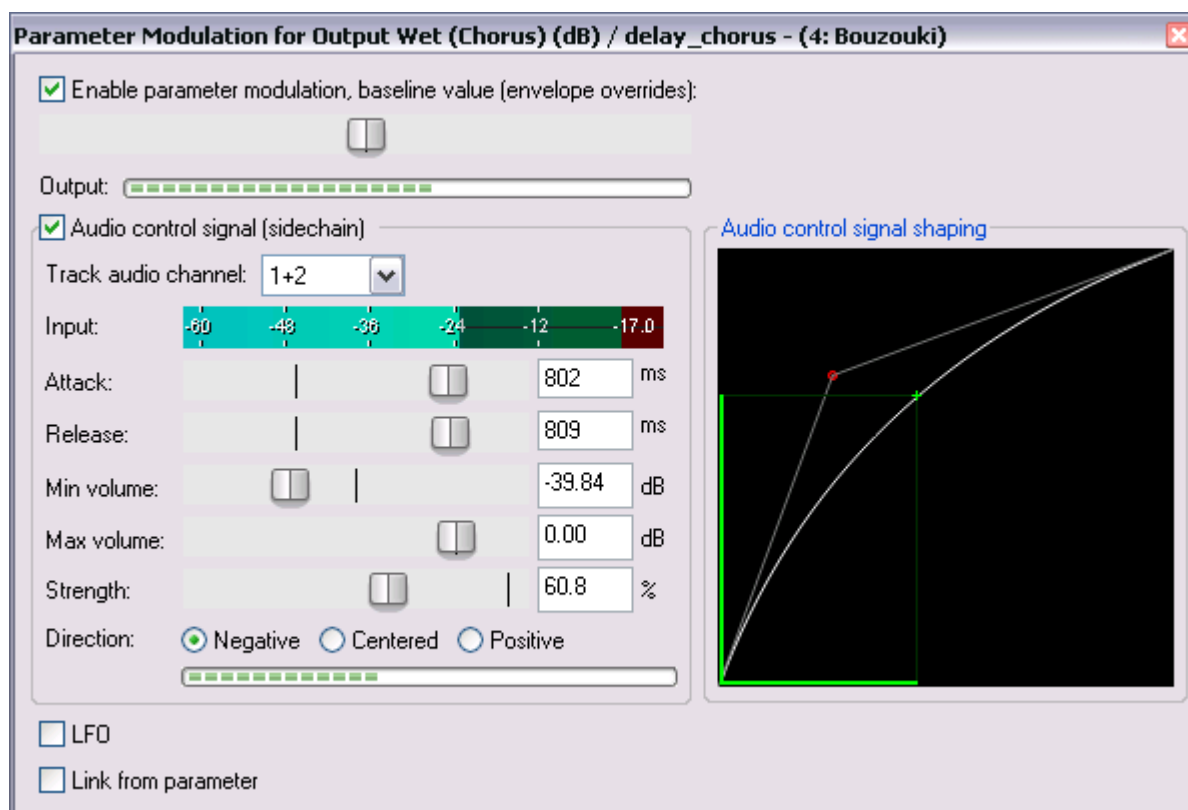 Parameter Modulation for Output Wet (Chorus) (dB) / delay_chorus - (4: Bouzouki)
Enable parameter modulation, baseline value (envelope overrides):
Output:
Audio control signal (sidechain)
Audio control signal shaping
Track audio channel: 1+2
Input: -60 -48 -36 -24 -12 -17.0
Attack: 802 ms
Release: 809 ms
Min volume: -39.84 dB
Max volume: 0.00 dB
Strength: 60.8 %
Direction: Negative Centered Positive
LFO
Link from parameter